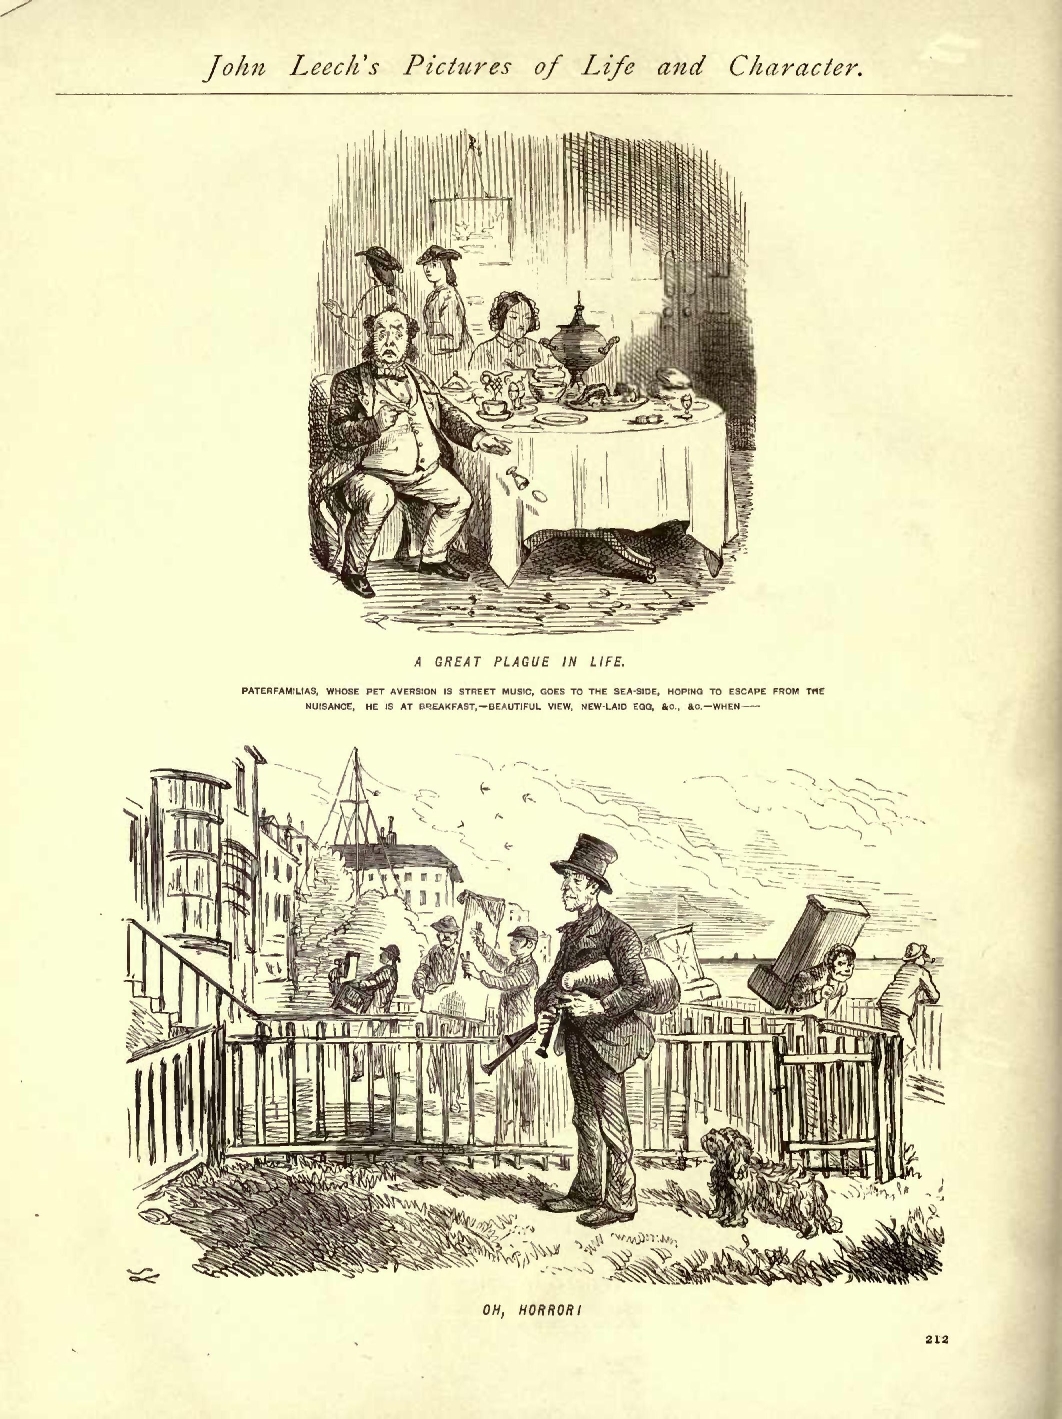 John Leech's Pictures of Life and Character.
A GREAT PLAGUE IN LIFE.
PATERFAMILIAS, WHOSE PET AVERSION IS STREET MUSIC, GOES TO THE SEA-SIDE, HOPING TO ESCAPE FROM THE
NUISANCE, HE IS AT BREAKFAST,—BEAUTIFUL VIEW, NEW-LAID EGG, &c., &c.—WHEN——
OH, HORROR!
212